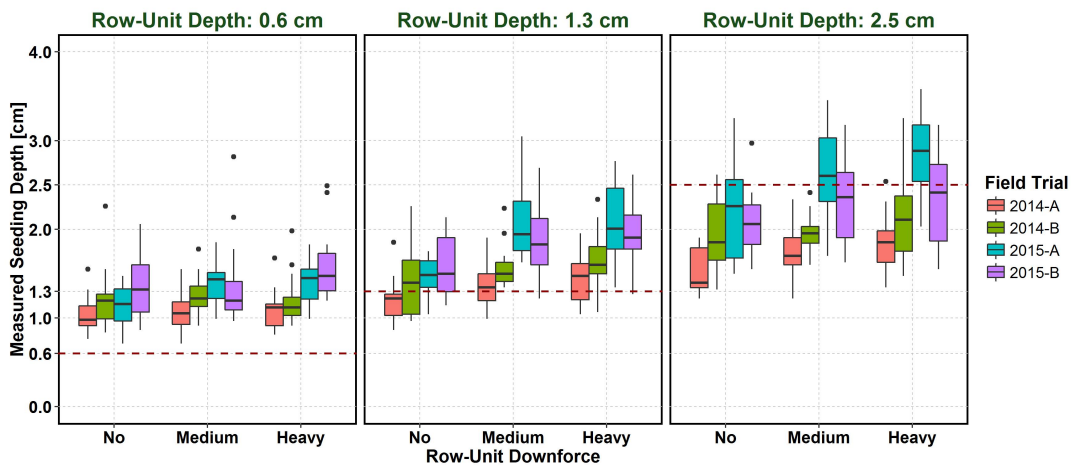 Row-Unit Depth: 0.6 cm
Row-Unit Depth: 1.3 cm
Row-Unit Depth: 2.5 cm
Measured Seeding Depth [cm]
4.0
3.0
2.5
2.0
1.3
1.0
0.6
0.0
No Medium Heavy
No Medium Heavy
No Medium Heavy
Row-Unit Downforce
Field Trial
2014-A
2014-B
2015-A
2015-B